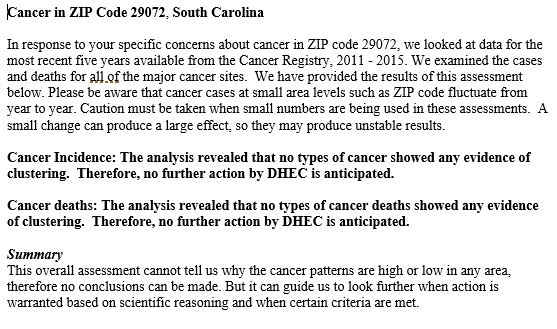 Cancer in ZIP Code 29072, South Carolina
In response to your specific concerns about cancer in ZIP code 29072, we looked at data for the
most recent five years available from the Cancer Registry, 2011 - 2015. We examined the cases
and deaths for all of the major cancer sites.  We have provided the results of this assessment
below. Please be aware that cancer cases at small area levels such as ZIP code fluctuate from
year to year. Caution must be taken when small numbers are being used in these assessments.  A
small change can produce a large effect, so they may produce unstable results.
Cancer Incidence: The analysis revealed that no types of cancer showed any evidence of
clustering.  Therefore, no further action by DHEC is anticipated.
Cancer deaths: The analysis revealed that no types of cancer deaths showed any evidence
of clustering.  Therefore, no further action by DHEC is anticipated.
Summary
This overall assessment cannot tell us why the cancer patterns are high or low in any area,
therefore no conclusions can be made. But it can guide us to look further when action is
warranted based on scientific reasoning and when certain criteria are met.